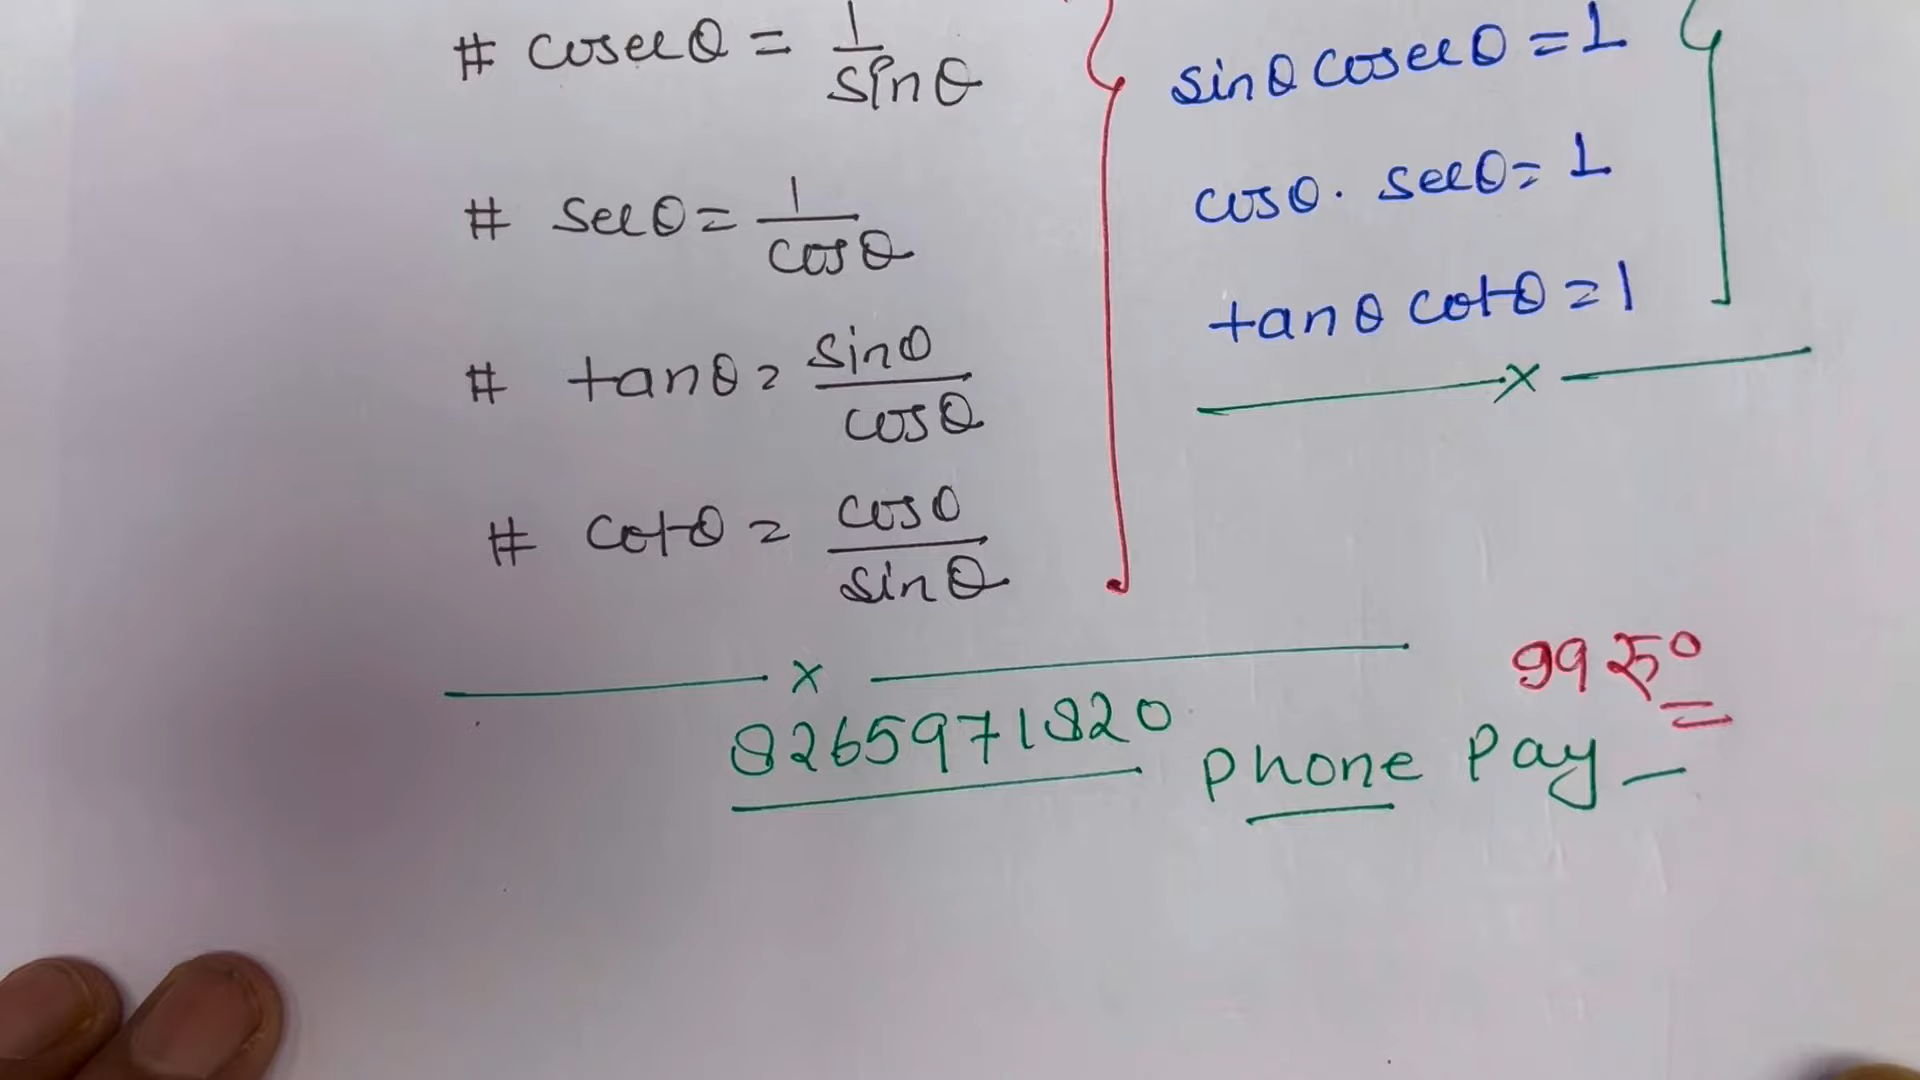 # cosecθ = 1/sinθ
# secθ = 1/cosθ
# tanθ = sinθ/cosθ
# cotθ = cosθ/sinθ
sinθ cosecθ = 1
cosθ. secθ = 1
tanθ cotθ = 1
x
x
99 रु०
8265971820 Phone Pay –